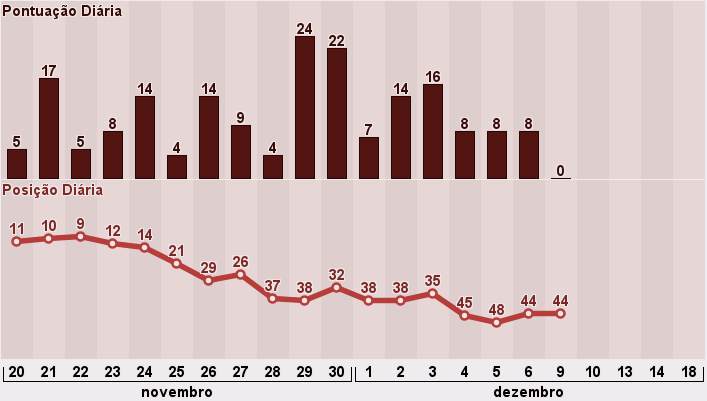 Pontuação Diária
5 17 5 8 14 4 14 9 4 24 22 7 14 16 8 8 8 0
Posição Diária
11 10 9 12 14 21 29 26 37 38 32 38 38 35 45 48 44 44
20 21 22 23 24 25 26 27 28 29 30 1 2 3 4 5 6 9 10 13 14 18
novembro dezembro